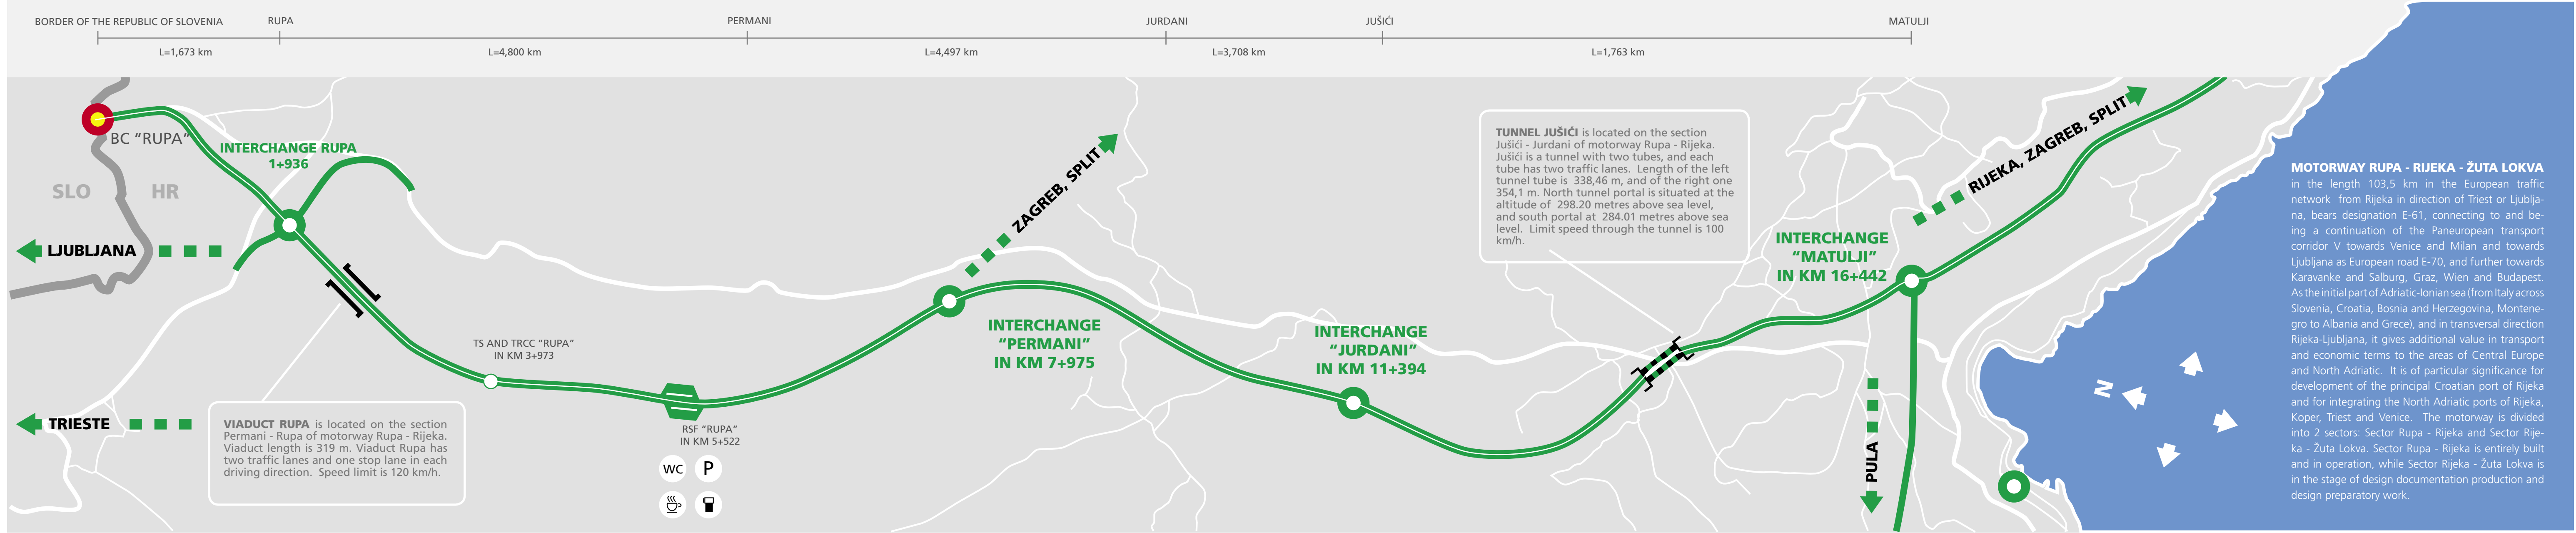 BORDER OF THE REPUBLIC OF SLOVENIA
RUPA
PERMANI
JURDANI
JUŠIĆI
MATULJI
L=1,673 km
L=4,800 km
L=4,497 km
L=3,708 km
L=1,763 km
BC “RUPA”
SLO
HR
INTERCHANGE RUPA
1+936
LJUBLJANA
TRIESTE
VIADUCT RUPA is located on the section
Permani - Rupa of motorway Rupa - Rijeka.
Viaduct length is 319 m. Viaduct Rupa has
two traffic lanes and one stop lane in each
driving direction. Speed limit is 120 km/h.
TS AND TRCC “RUPA”
IN KM 3+973
RSF “RUPA”
IN KM 5+522
WC
P
ZAGREB, SPLIT
INTERCHANGE
“PERMANI”
IN KM 7+975
INTERCHANGE
“JURDANI”
IN KM 11+394
TUNNEL JUŠIĆI is located on the section
Jušići - Jurdani of motorway Rupa - Rijeka.
Jušići is a tunnel with two tubes, and each
tube has two traffic lanes. Length of the left
tunnel tube is 338,46 m, and of the right one
354,1 m. North tunnel portal is situated at the
altitude of 298.20 metres above sea level,
and south portal at 284.01 metres above sea
level. Limit speed through the tunnel is 100
km/h.
INTERCHANGE
“MATULJI”
IN KM 16+442
RIJEKA, ZAGREB, SPLIT
PULA
N
MOTORWAY RUPA - RIJEKA - ŽUTA LOKVA
in the length 103,5 km in the European traffic
network from Rijeka in direction of Triest or Ljublja-
na, bears designation E-61, connecting to and be-
ing a continuation of the Paneuropean transport
corridor V towards Venice and Milan and towards
Ljubljana as European road E-70, and further towards
Karavanke and Salburg, Graz, Wien and Budapest.
As the initial part of Adriatic-Ionian sea (from Italy across
Slovenia, Croatia, Bosnia and Herzegovina, Montene-
gro to Albania and Grece), and in transversal direction
Rijeka-Ljubljana, it gives additional value in transport
and economic terms to the areas of Central Europe
and North Adriatic. It is of particular significance for
development of the principal Croatian port of Rijeka
and for integrating the North Adriatic ports of Rijeka,
Koper, Triest and Venice. The motorway is divided
into 2 sectors: Sector Rupa - Rijeka and Sector Rije-
ka - Žuta Lokva. Sector Rupa - Rijeka is entirely built
and in operation, while Sector Rijeka - Žuta Lokva is
in the stage of design documentation production and
design preparatory work.